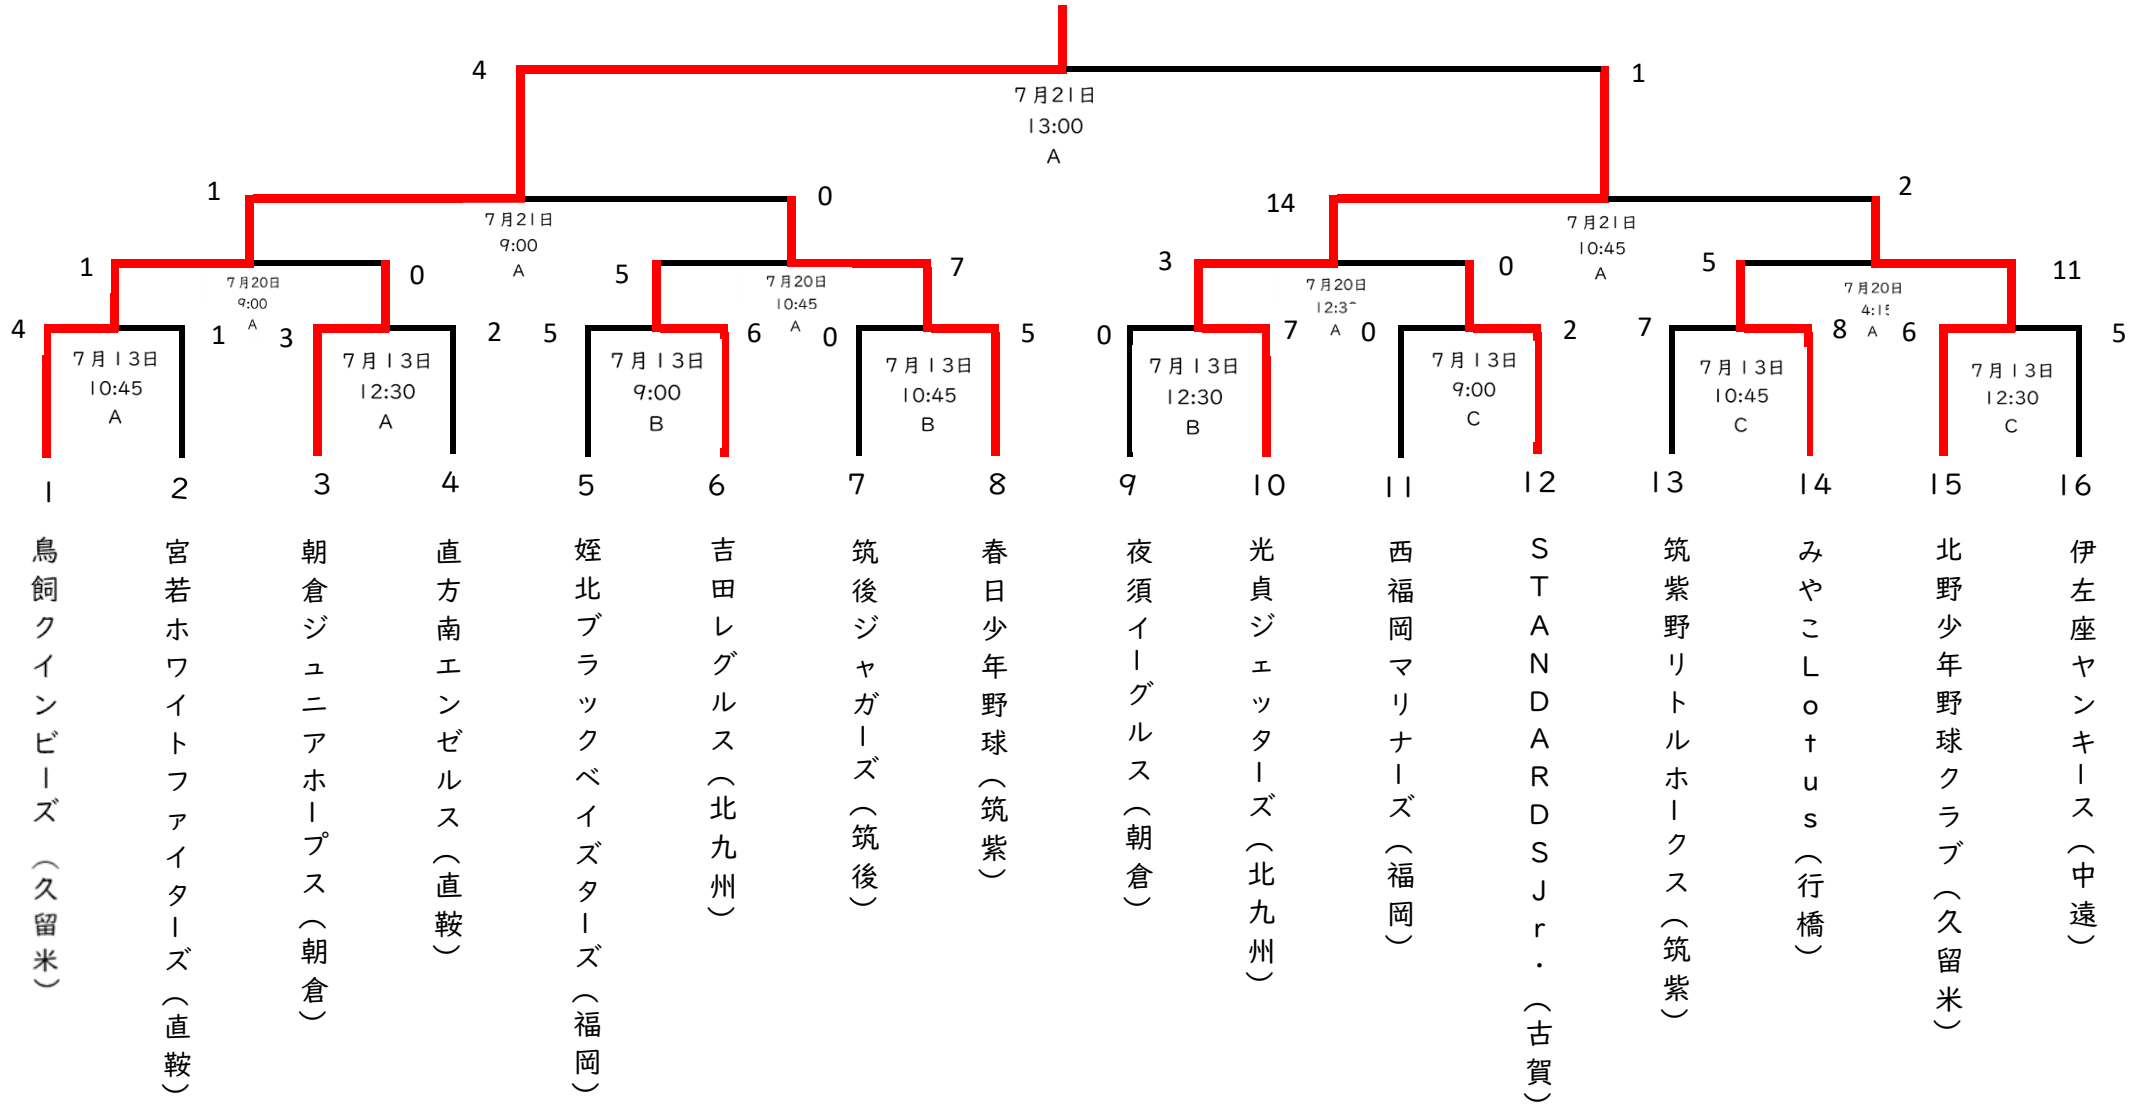 4
1
7月21日
13:00
A
1
0
7月21日
9:00
A
14
2
7月21日
10:45
A
1
0
7月20日
9:00
A
5
7
7月20日
10:45
A
3
0
7月20日
A
5
11
7月20日
A
4
1
7月13日
10:45
A
3
2
7月13日
12:30
A
5
6
7月13日
9:00
B
0
5
7月13日
10:45
B
0
7
7月13日
12:30
B
0
2
7月13日
9:00
C
7
8
7月13日
10:45
C
6
5
7月13日
12:30
C
1
鳥飼クインビーズ（久留米）
2
宮若ホワイトファイターズ（直鞍）
3
朝倉ジュニアホープス（朝倉）
4
直方南エンゼルス（直鞍）
5
姪北ブラックベイズターズ（福岡）
6
吉田レグルス（北九州）
7
筑後ジャガーズ（筑後）
8
春日少年野球（筑紫）
9
夜須イーグルス（朝倉）
10
光貞ジェッターズ（北九州）
11
西福岡マリナーズ（福岡）
12
STANDARDSJr.（古賀）
13
筑紫野リトルホークス（筑紫）
14
みやこLotus（行橋）
15
北野少年野球クラブ（久留米）
16
伊左座ヤンキース（中遠）